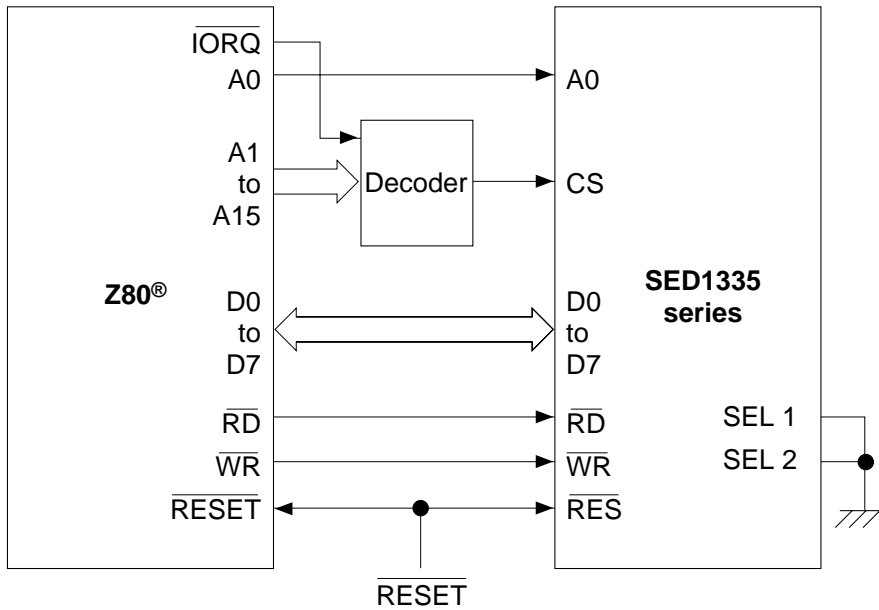 IORQ
A0
A1
to
A15
Z80®
D0
to
D7
RD
WR
RESET
Decoder
A0
CS
SED1335
series
D0
to
D7
RD
WR
RES
SEL 1
SEL 2
RESET